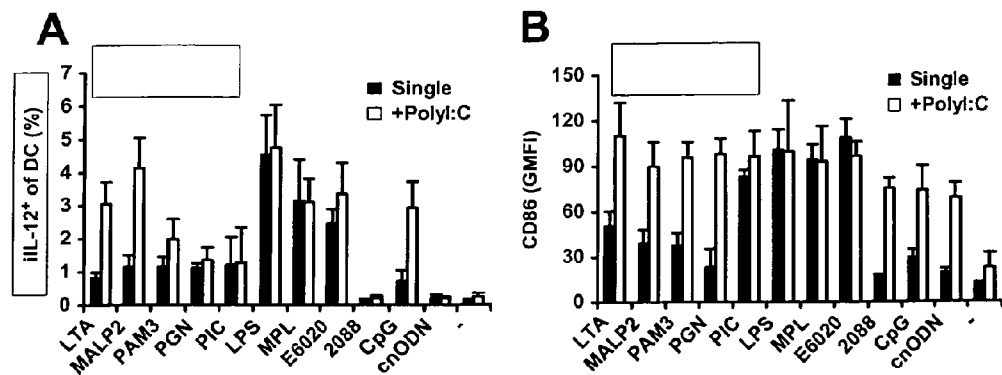 A
iIL-12+ of DC (%)
7
6
5
4
3
2
1
0
Single
+PolyI:C
LTA
MALP2
PAM3
PGN
PIC
LPS
MPL
E6020
2088
CpG
cnODN
-
B
CD86 (GMFI)
150
120
90
60
30
0
Single
+PolyI:C
LTA
MALP2
PAM3
PGN
PIC
LPS
MPL
E6020
2088
CpG
cnODN
-